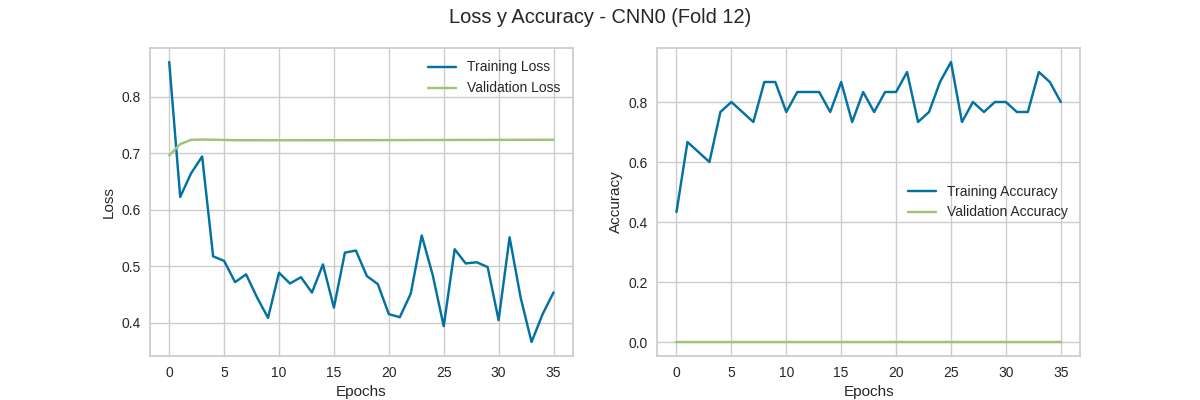 Loss y Accuracy - CNN0 (Fold 12)
Training Loss
Validation Loss
0.8
0.7
0.6
0.5
0.4
Loss
0 5 10 15 20 25 30 35
Epochs
Training Accuracy
Validation Accuracy
0.8
0.6
0.4
0.2
0.0
Accuracy
0 5 10 15 20 25 30 35
Epochs